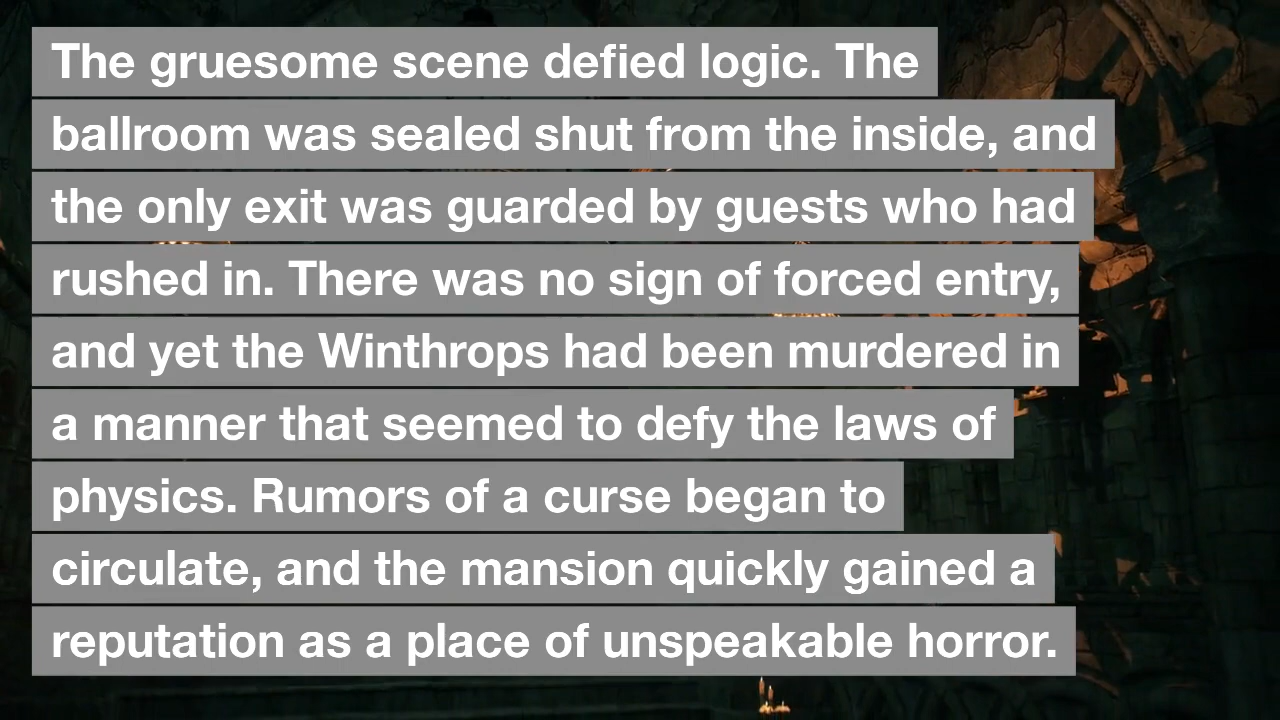 The gruesome scene defied logic. The
ballroom was sealed shut from the inside, and
the only exit was guarded by guests who had
rushed in. There was no sign of forced entry,
and yet the Winthrops had been murdered in
a manner that seemed to defy the laws of
physics. Rumors of a curse began to
circulate, and the mansion quickly gained a
reputation as a place of unspeakable horror.